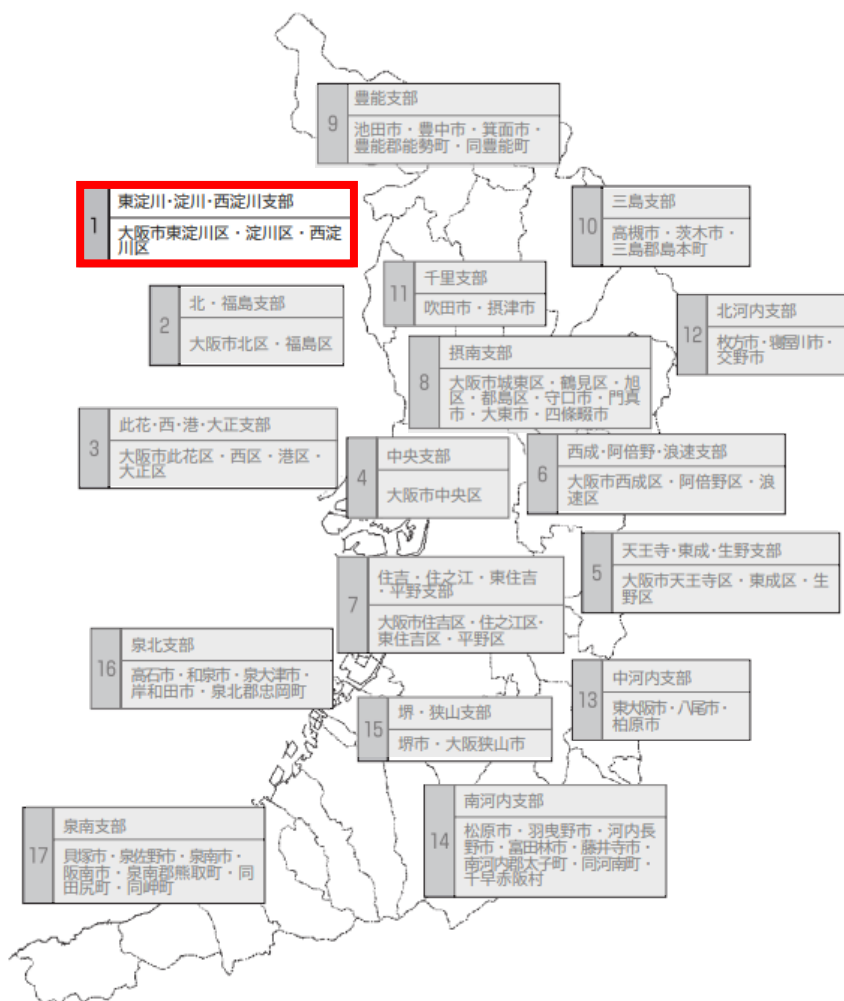 9
豊能支部
池田市・豊中市・箕面市・
豊能郡能勢町・同豊能町
1
東淀川・淀川・西淀川支部
大阪市東淀川区・淀川区・西淀
川区
10
三島支部
高槻市・茨木市・
三島郡島本町
11
千里支部
吹田市・摂津市
2
北・福島支部
大阪市北区・福島区
12
北河内支部
枚方市・寝屋川市・
交野市
8
摂南支部
大阪市城東区・鶴見区・旭
区・都島区・守口市・門真
市・大東市・四條畷市
3
此花・西・港・大正支部
大阪市此花区・西区・港区・
大正区
4
中央支部
大阪市中央区
6
西成・阿倍野・浪速支部
大阪市西成区・阿倍野区・浪
速区
5
天王寺・東成・生野支部
大阪市天王寺区・東成区・生
野区
7
住吉・住之江・東住吉
・平野支部
大阪市住吉区・住之江区・
東住吉区・平野区
16
泉北支部
高石市・和泉市・泉大津市・
岸和田市・泉北郡忠岡町
13
中河内支部
東大阪市・八尾市・
柏原市
15
堺・狭山支部
堺市・大阪狭山市
14
南河内支部
松原市・羽曳野市・河内長
野市・富田林市・藤井寺市・
南河内郡太子町・同河南町・
千早赤阪村
17
泉南支部
貝塚市・泉佐野市・泉南市・
阪南市・泉南郡熊取町・同
田尻町・同岬町